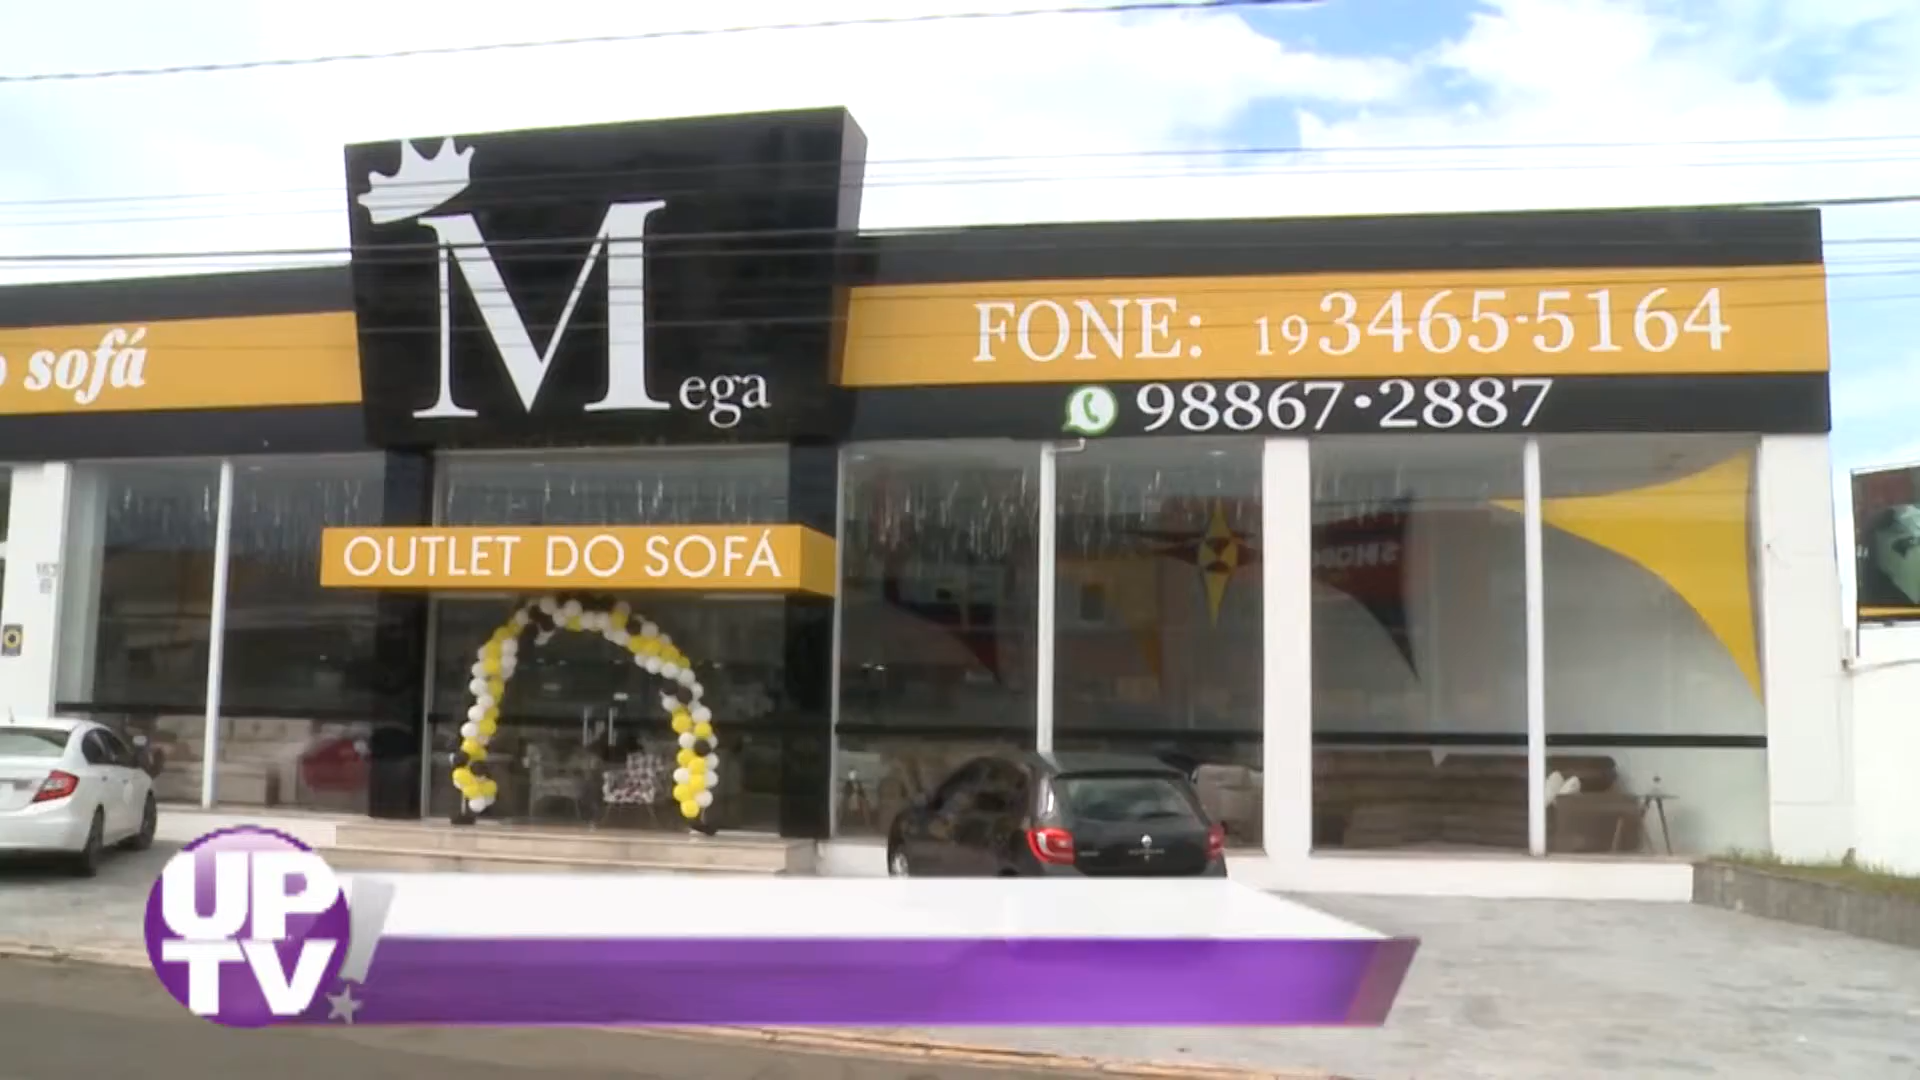 Mega
sofá
FONE: 19 3465-5164
98867•2887
OUTLET DO SOFÁ
UP
TV